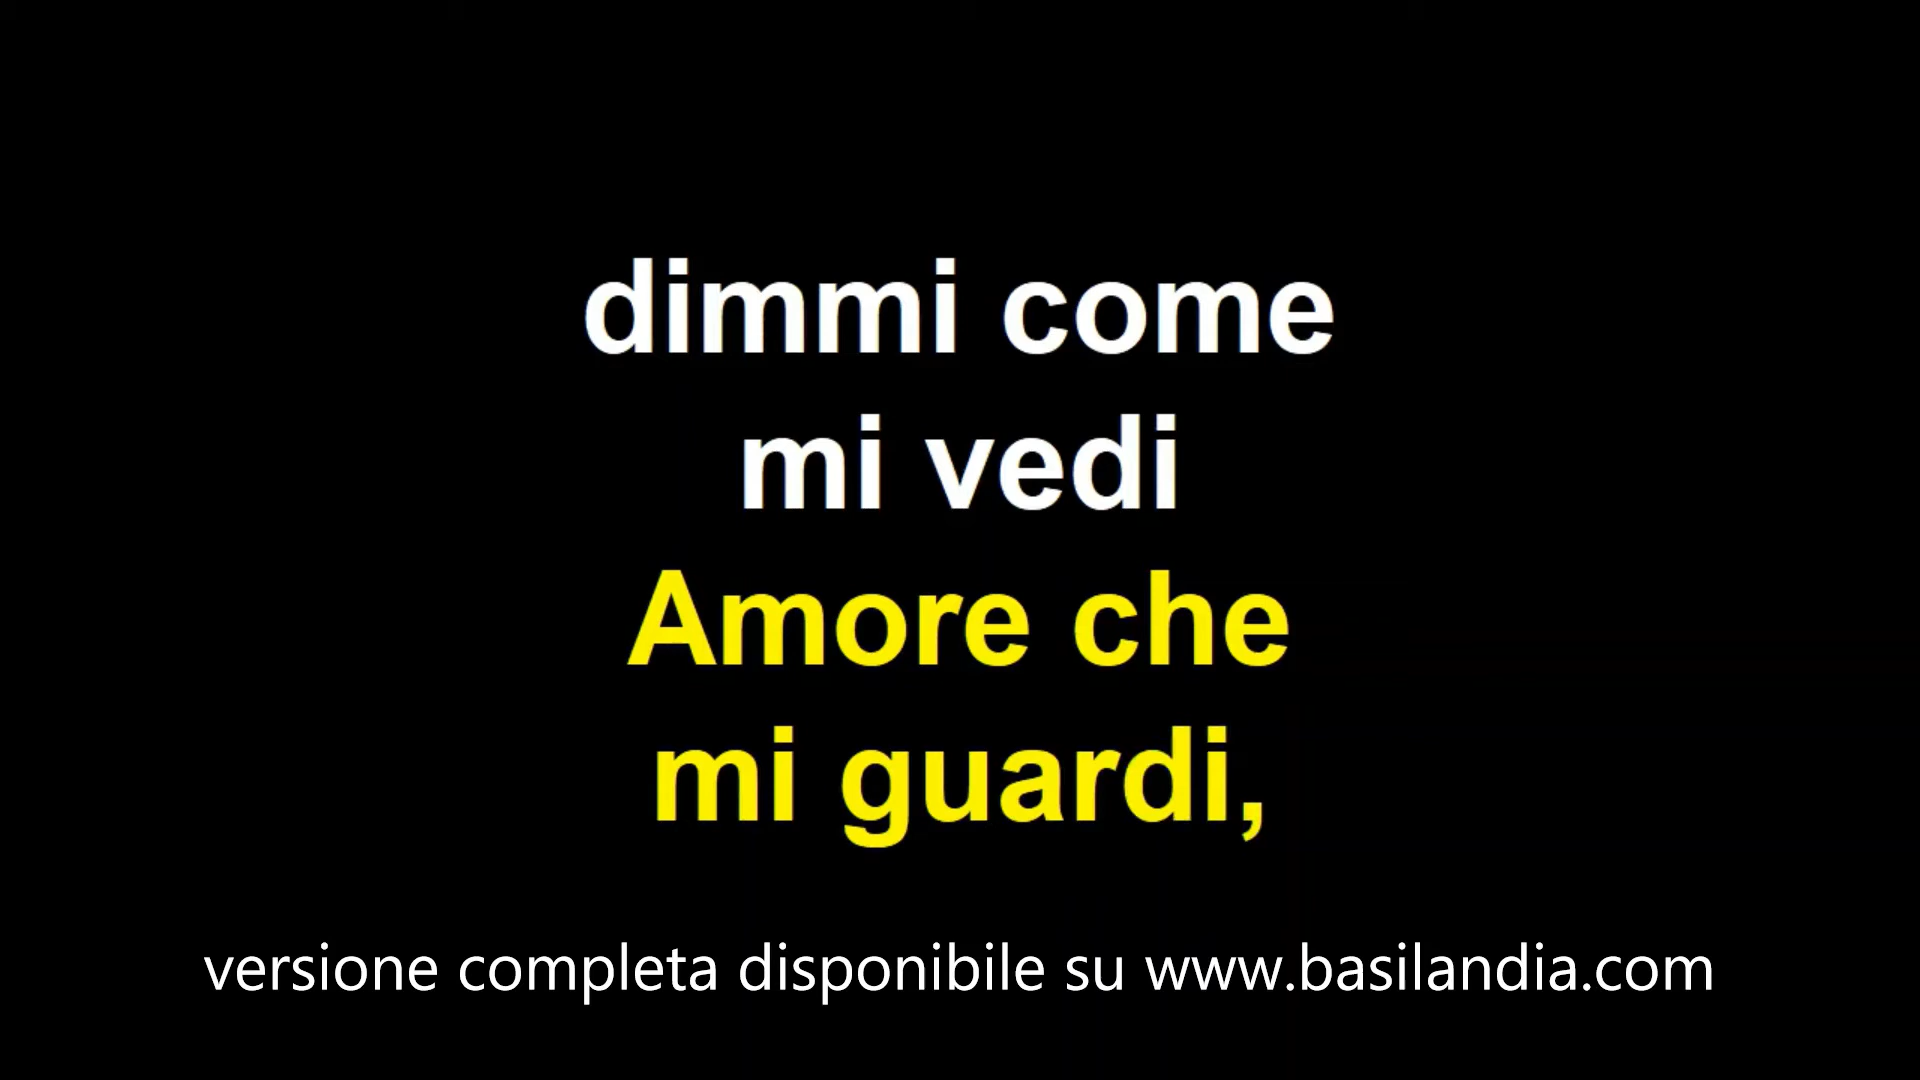 dimmi come
mi vedi
Amore che
mi guardi,
versione completa disponibile su www.basilandia.com